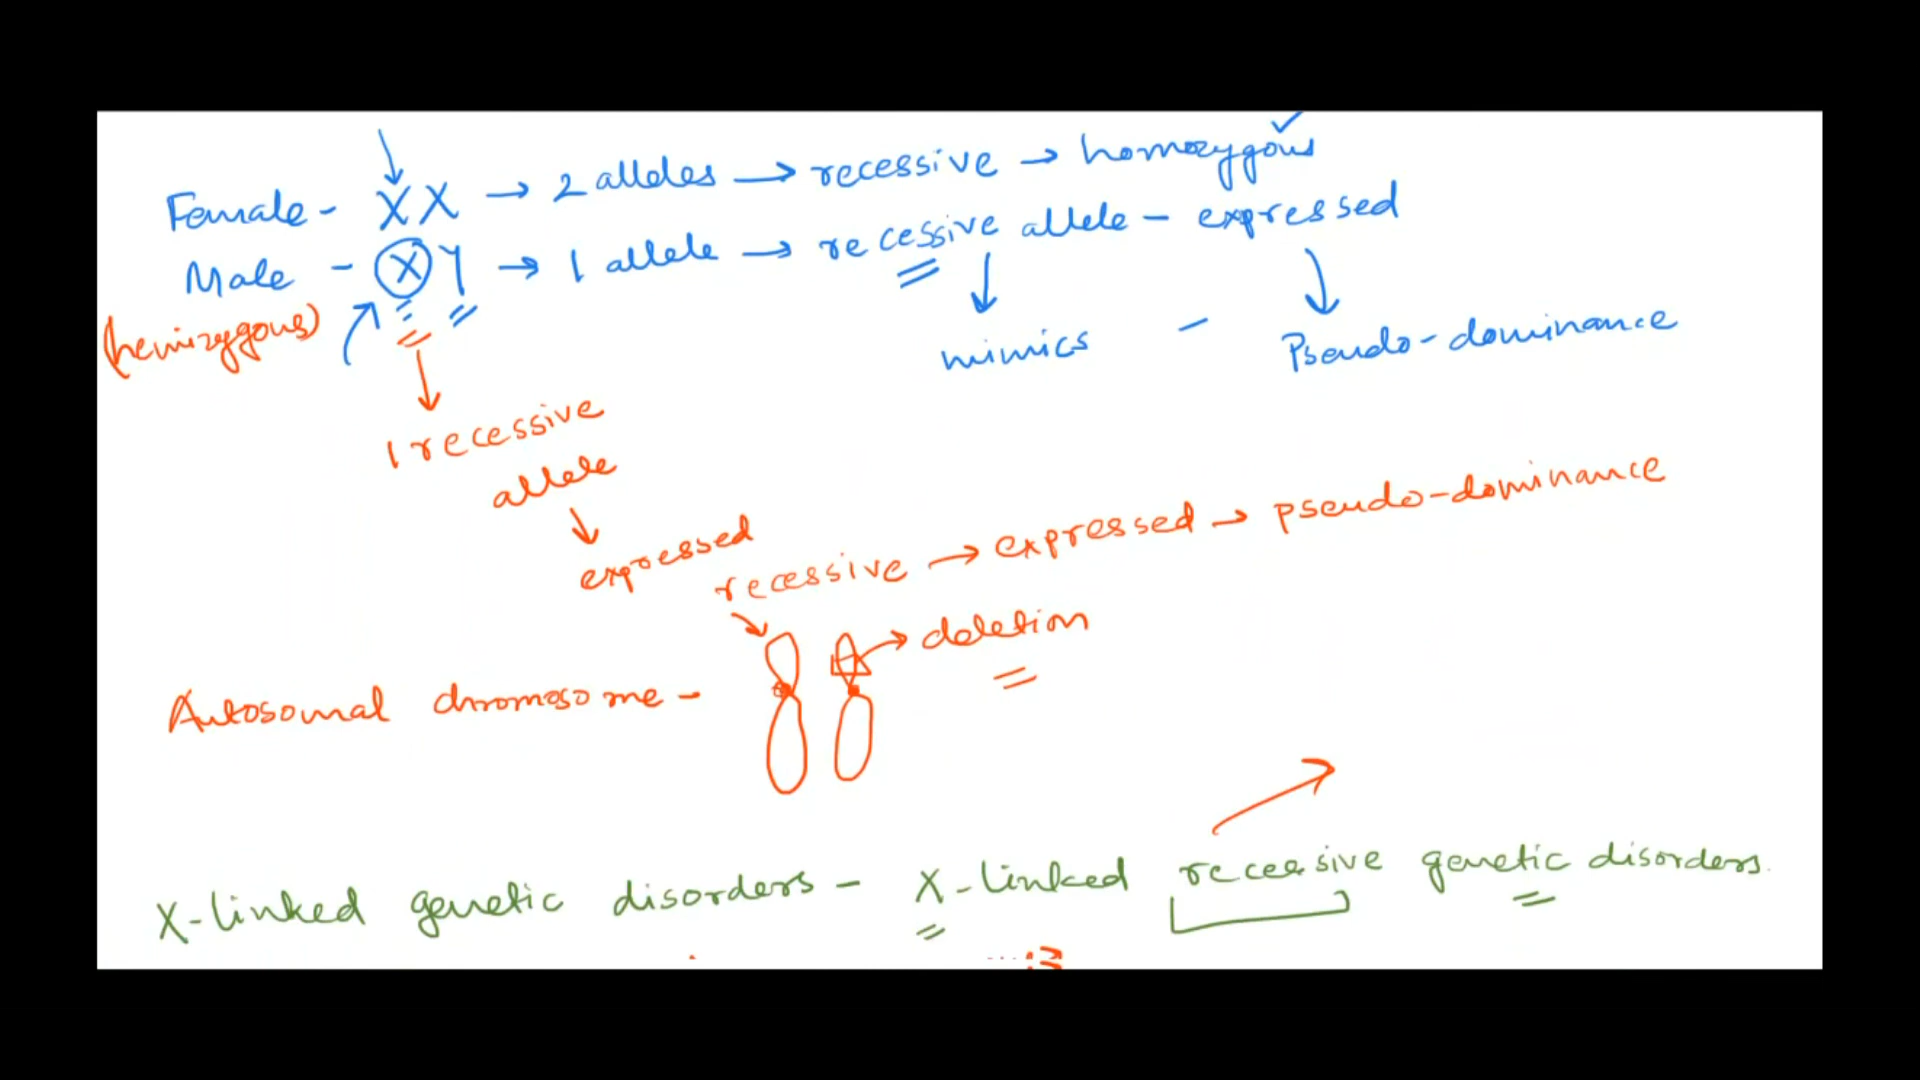 Female - XX → 2 alleles → recessive → homozygous
Male - XY → 1 allele → recessive allele - expressed
(hemizygous)
mimics - Pseudo-dominance
1 recessive
allele
expressed
recessive → expressed → pseudo-dominance
deletion
Autosomal chromosome -
X-linked genetic disorders - X-linked recessive genetic disorders.